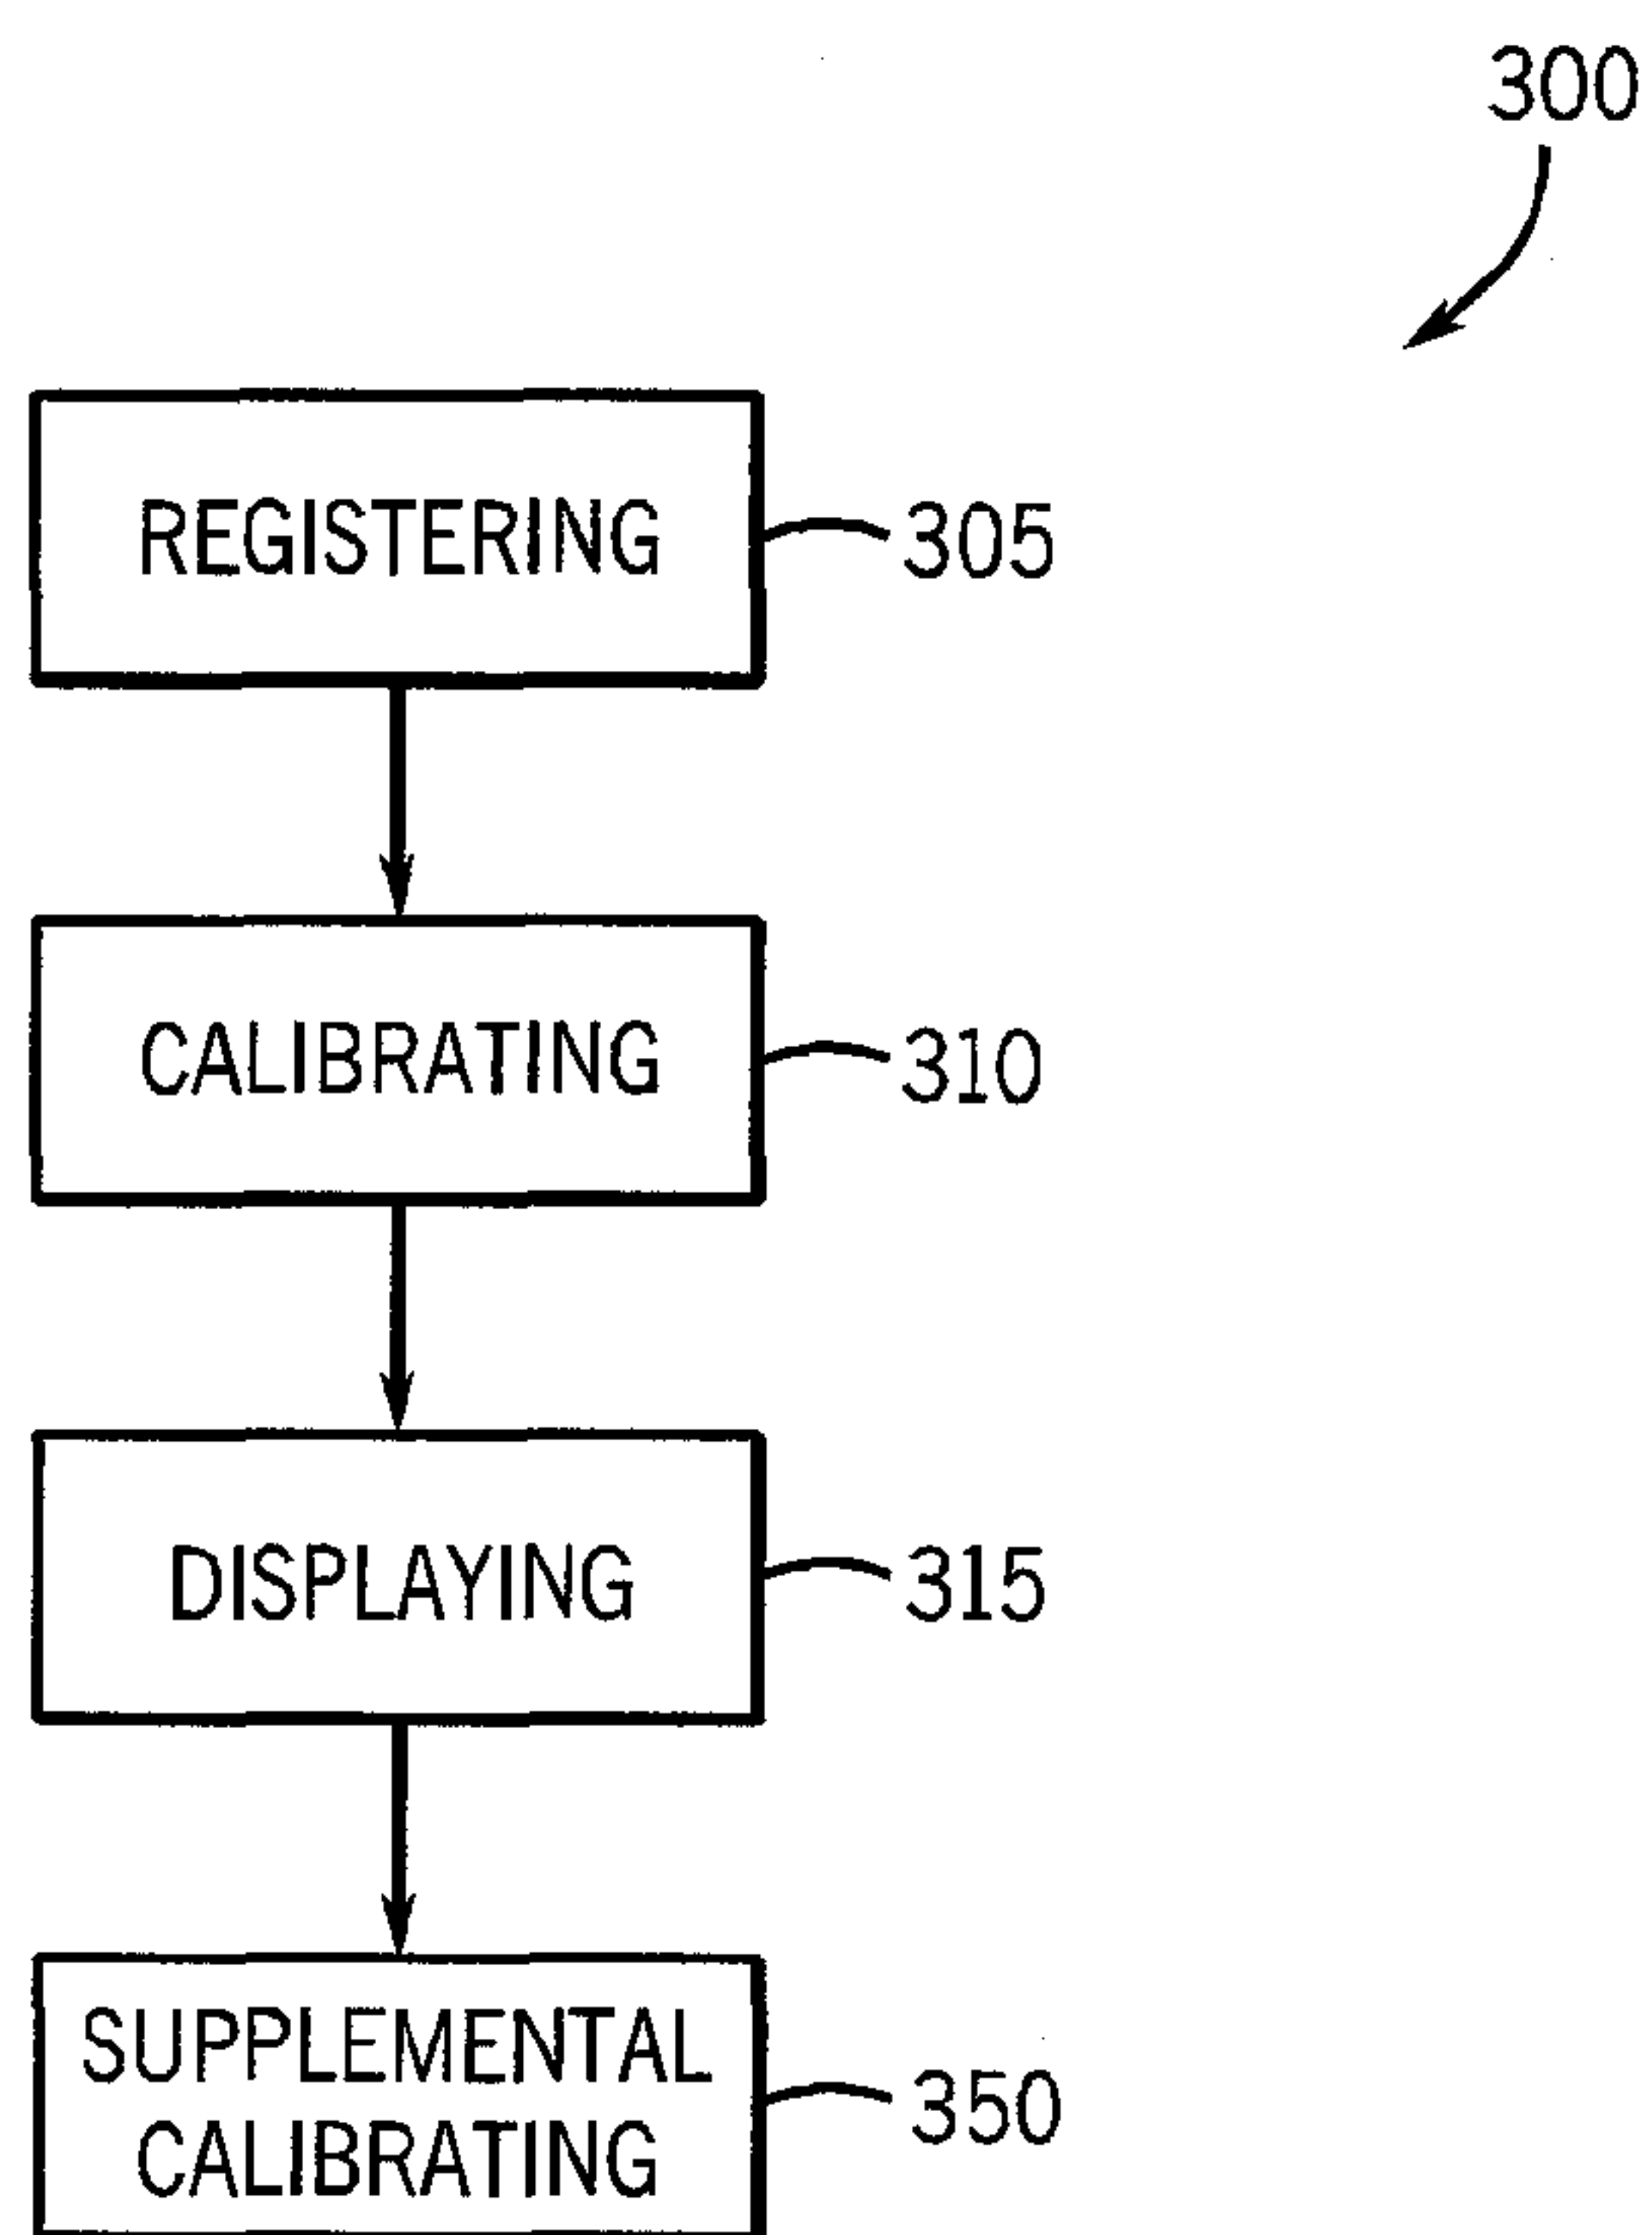 300
REGISTERING
305
CALIBRATING
310
DISPLAYING
315
SUPPLEMENTAL
CALIBRATING
350